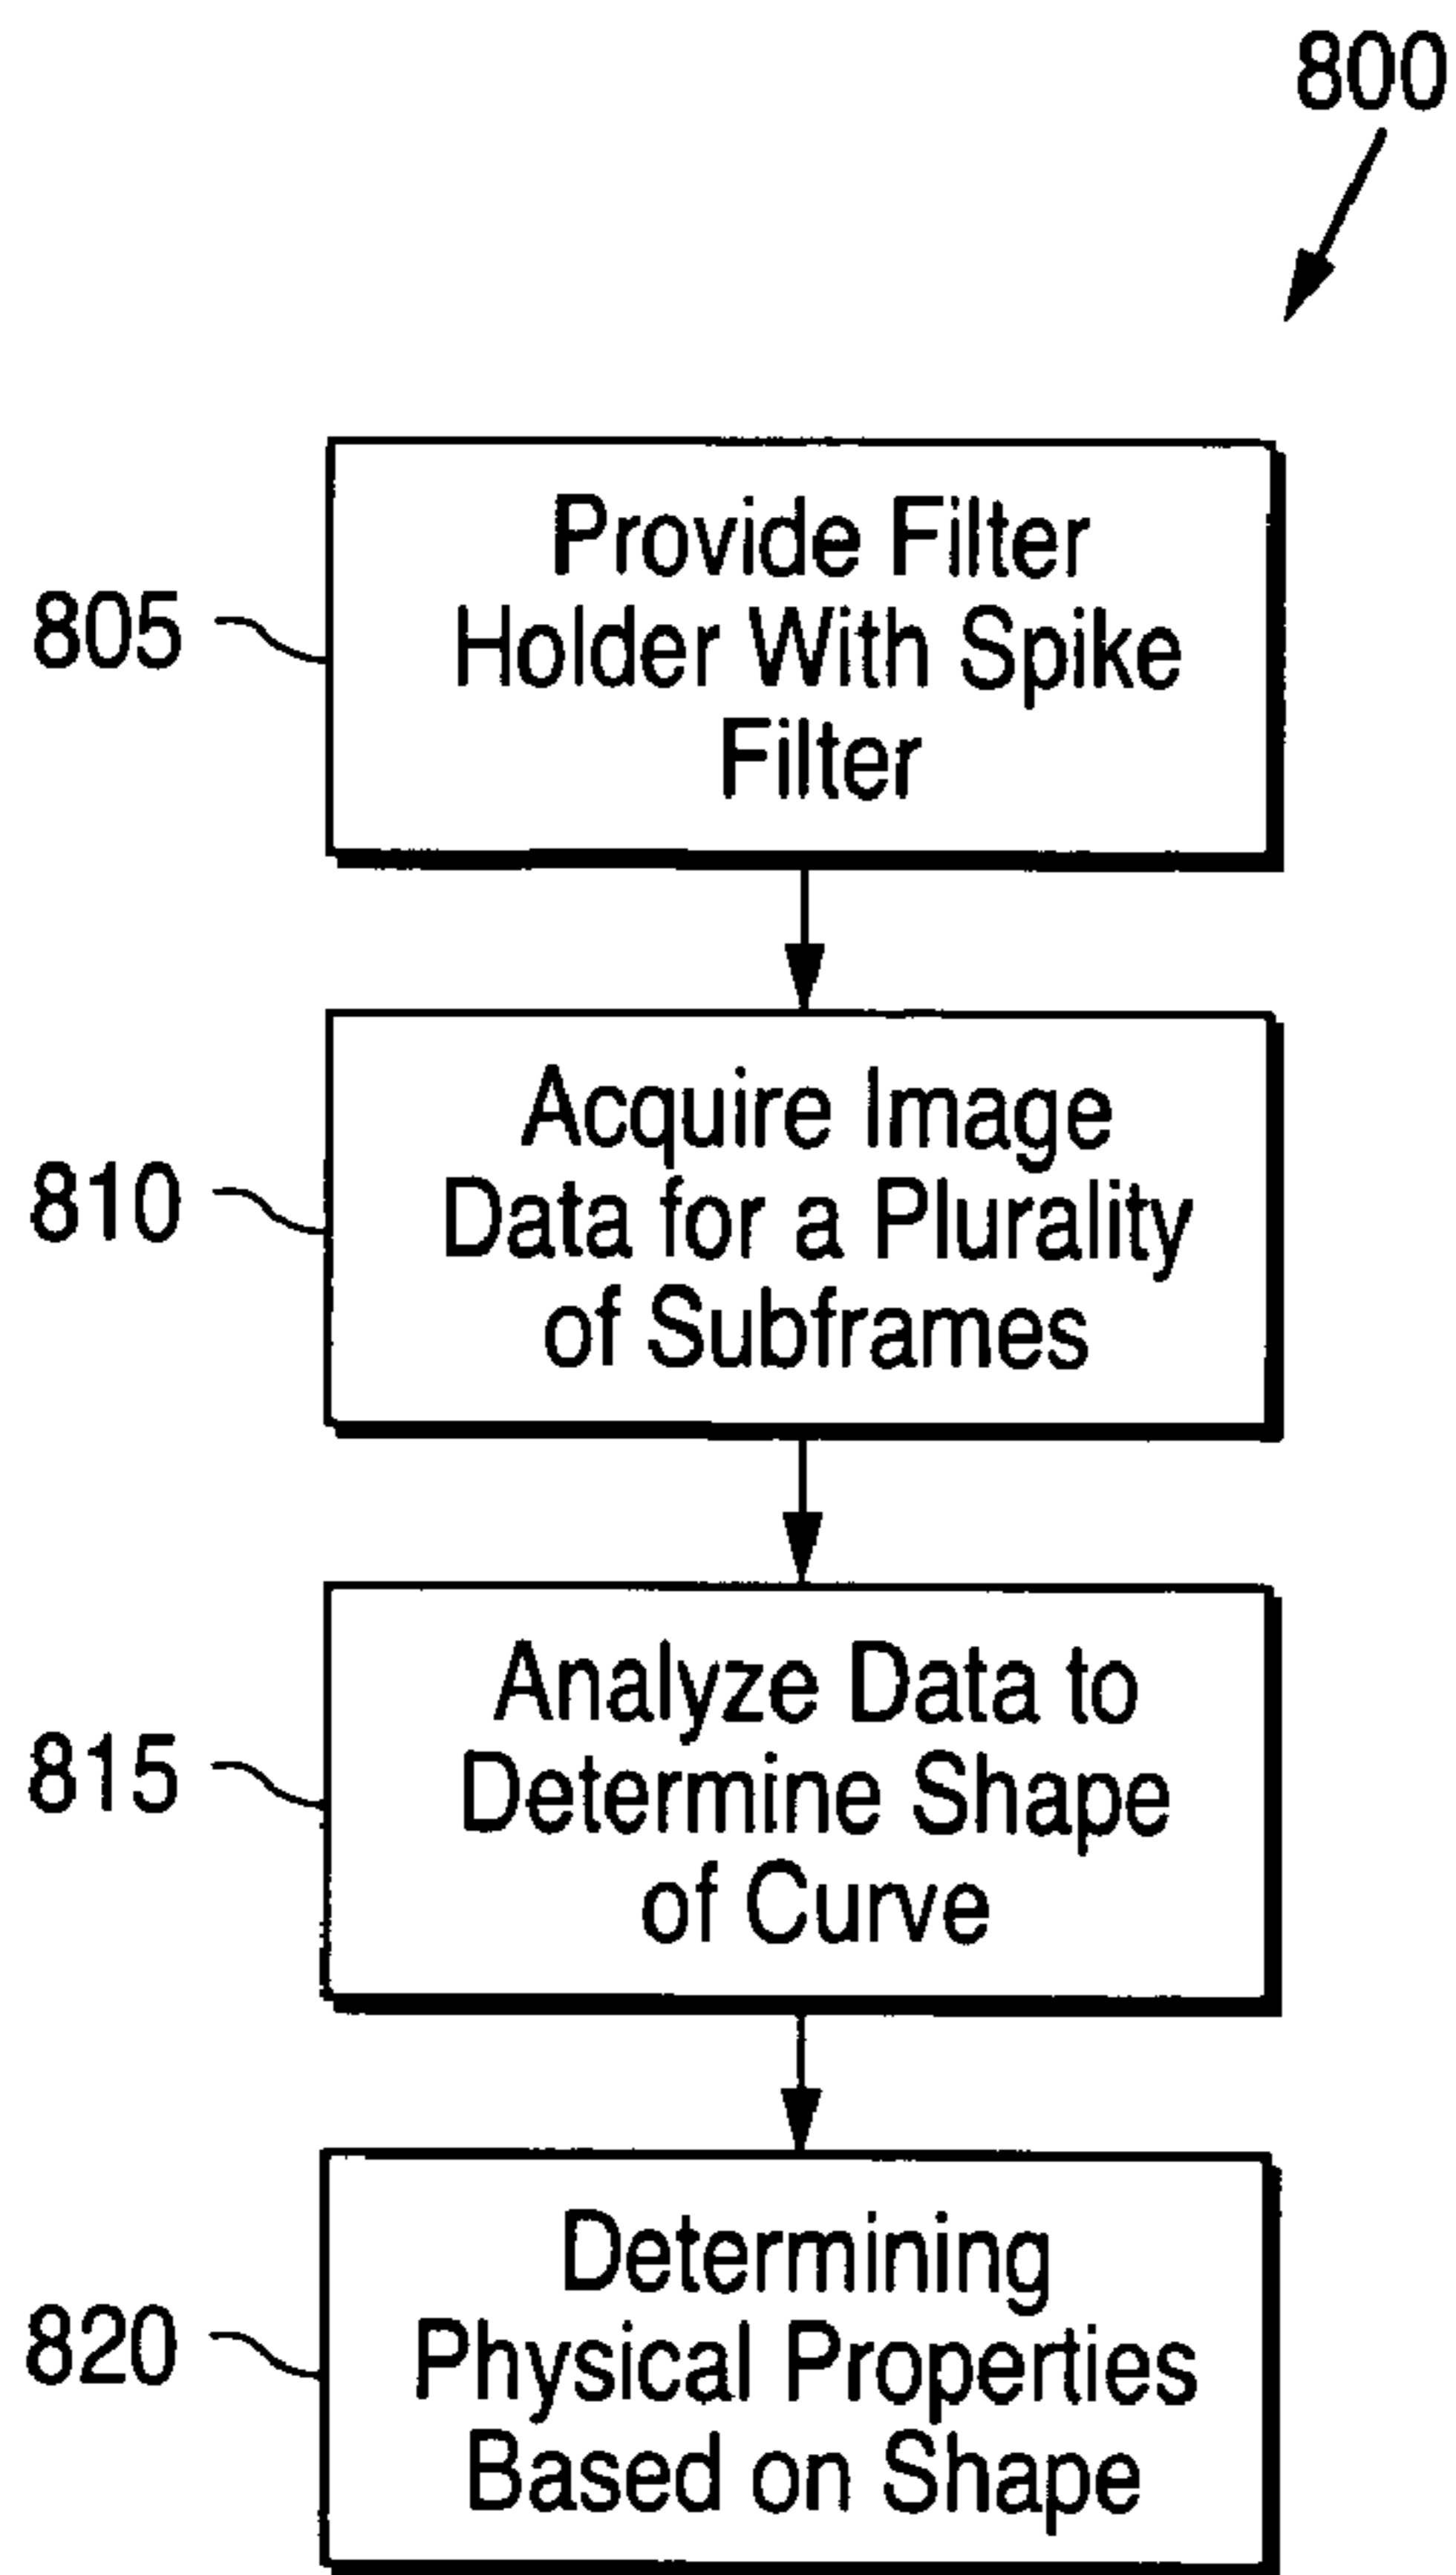 800
805
Provide Filter
Holder With Spike
Filter
810
Acquire Image
Data for a Plurality
of Subframes
815
Analyze Data to
Determine Shape
of Curve
820
Determining
Physical Properties
Based on Shape